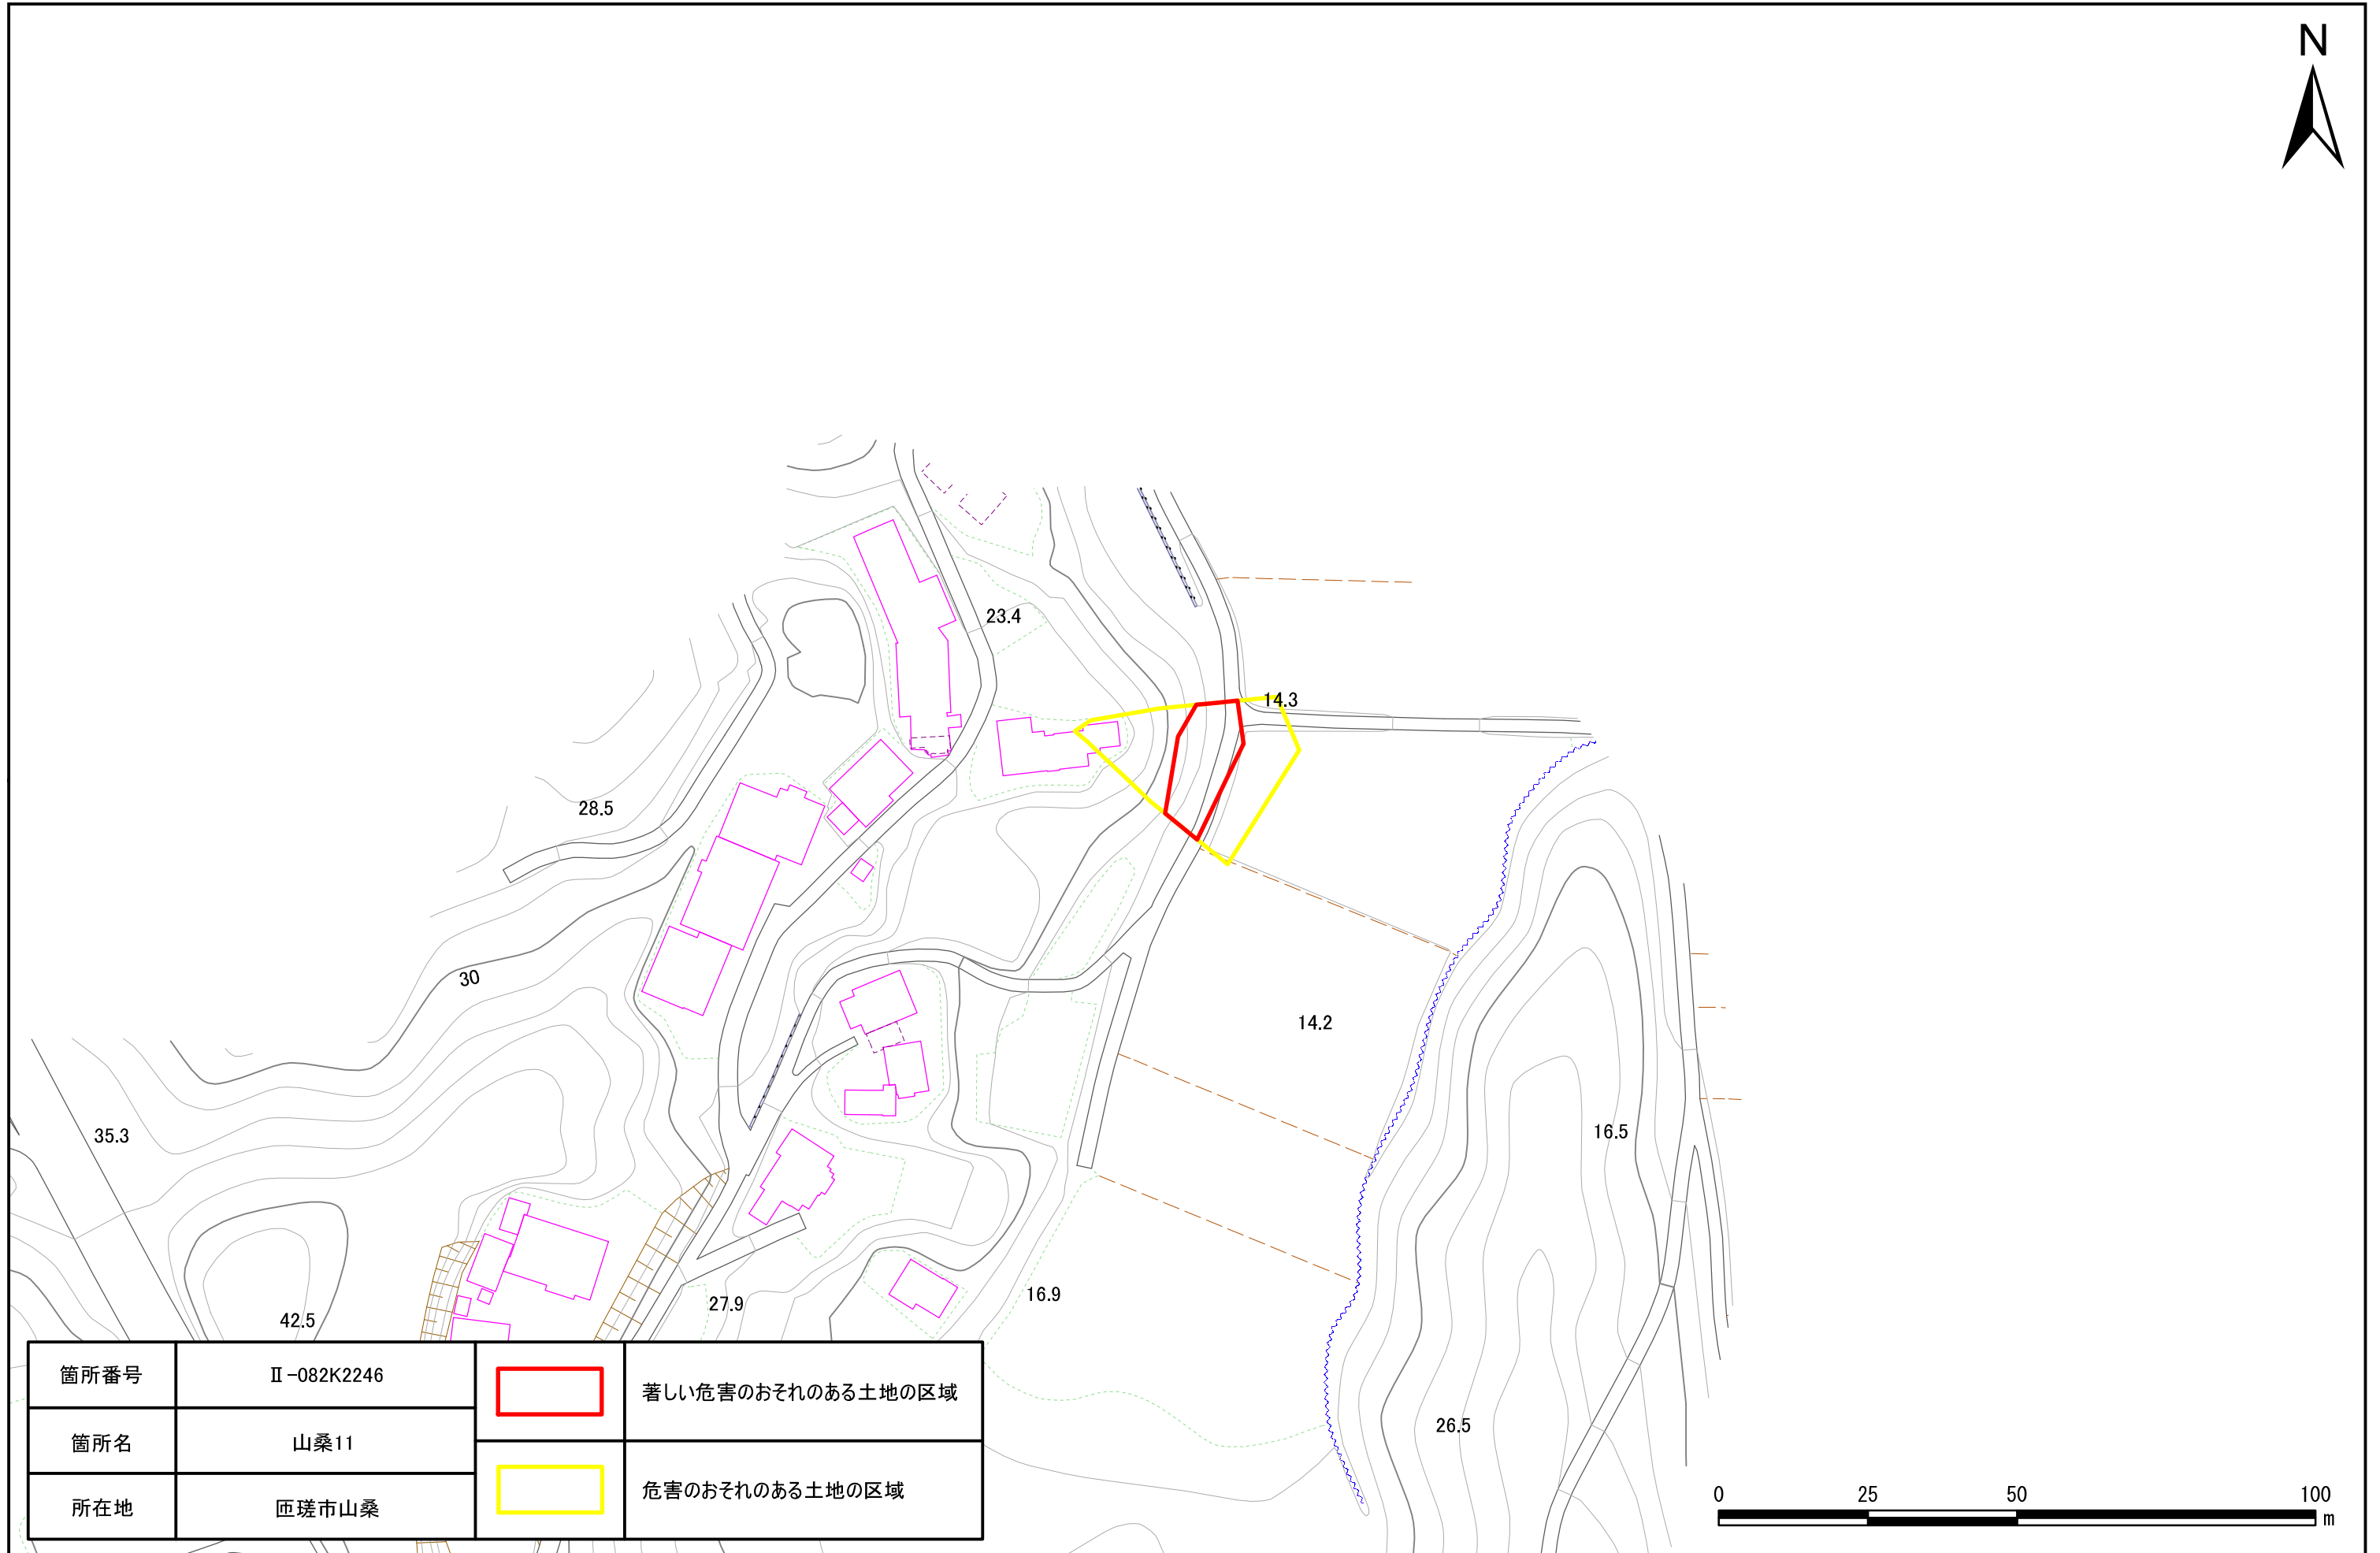 N
23.4
14.3
28.5
30
14.2
35.3
16.5
16.9
27.9
42.5
26.5
箇所番号 Ⅱ-082K2246
箇所名 山桑11
所在地 匝瑳市山桑
著しい危害のおそれのある土地の区域
危害のおそれのある土地の区域
0 25 50 100
m